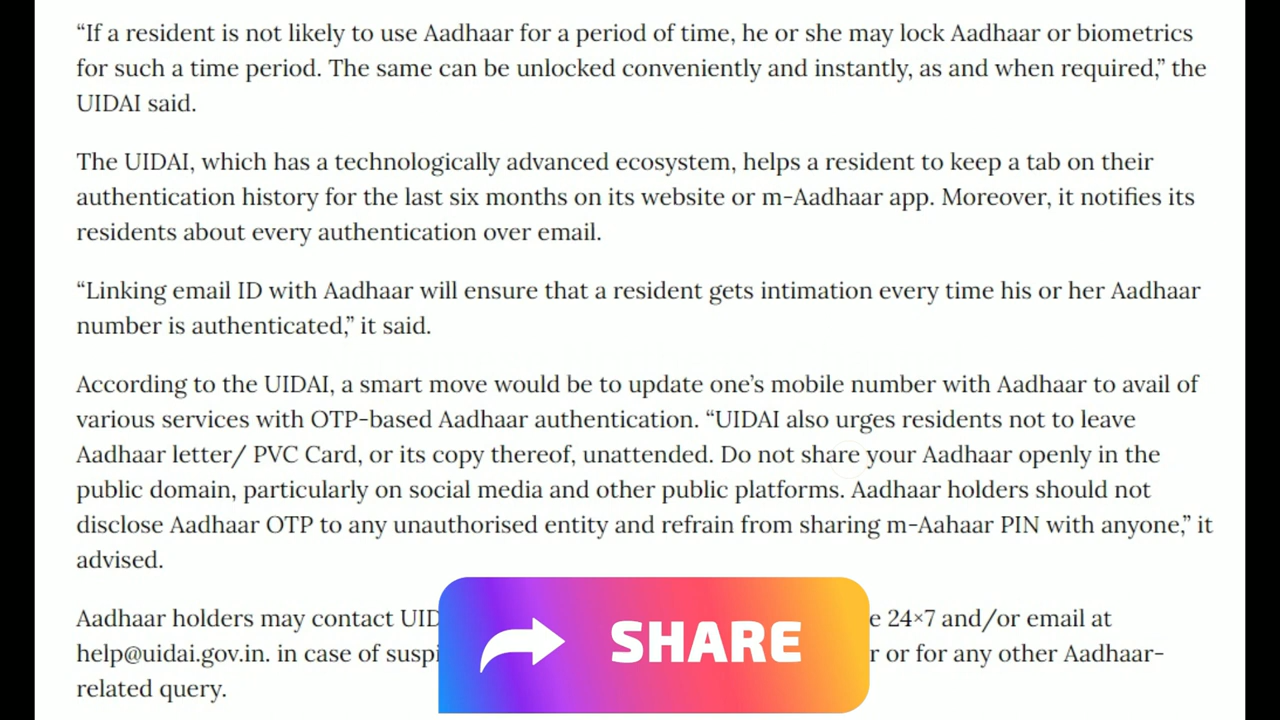 “If a resident is not likely to use Aadhaar for a period of time, he or she may lock Aadhaar or biometrics
for such a time period. The same can be unlocked conveniently and instantly, as and when required,” the
UIDAI said.
The UIDAI, which has a technologically advanced ecosystem, helps a resident to keep a tab on their
authentication history for the last six months on its website or m-Aadhaar app. Moreover, it notifies its
residents about every authentication over email.
“Linking email ID with Aadhaar will ensure that a resident gets intimation every time his or her Aadhaar
number is authenticated,” it said.
According to the UIDAI, a smart move would be to update one’s mobile number with Aadhaar to avail of
various services with OTP-based Aadhaar authentication. “UIDAI also urges residents not to leave
Aadhaar letter/ PVC Card, or its copy thereof, unattended. Do not share your Aadhaar openly in the
public domain, particularly on social media and other public platforms. Aadhaar holders should not
disclose Aadhaar OTP to any unauthorised entity and refrain from sharing m-Aahaar PIN with anyone,” it
advised.
Aadhaar holders may contact 24×7 and/or email at
help@uidai.gov.in. in case of or for any other Aadhaar-
related query.
SHARE